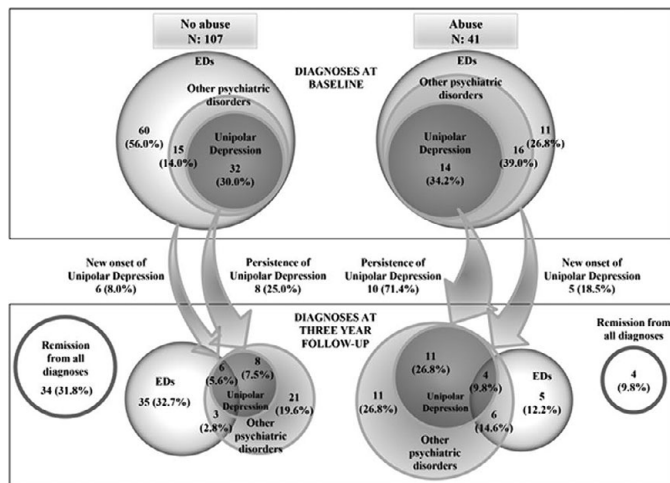 No abuse
N: 107
Abuse
N: 41
EDs
EDs
DIAGNOSES AT
BASELINE
Other psychiatric
disorders
Other psychiatric
disorders
60
(56.0%)
15
(14.0%)
Unipolar
Depression
32
(30.0%)
Unipolar
Depression
14
(34.2%)
16
(39.0%)
11
(26.8%)
New onset of
Unipolar Depression
6 (8.0%)
Persistence of
Unipolar Depression
8 (25.0%)
Persistence of
Unipolar Depression
10 (71.4%)
New onset of
Unipolar Depression
5 (18.5%)
DIAGNOSES AT
THREE YEAR
FOLLOW-UP
Remission
from all
diagnoses
34 (31.8%)
EDs
35 (32.7%)
6
(5.6%)
8
(7.5%)
Unipolar
Depression
3
(2.8%)
21
(19.6%)
Other
psychiatric
disorders
11
(26.8%)
11
(26.8%)
4
(9.8%)
Unipolar
Depression
6
(14.6%)
Other
psychiatric
disorders
EDs
5
(12.2%)
Remission
from all diagnoses
4
(9.8%)